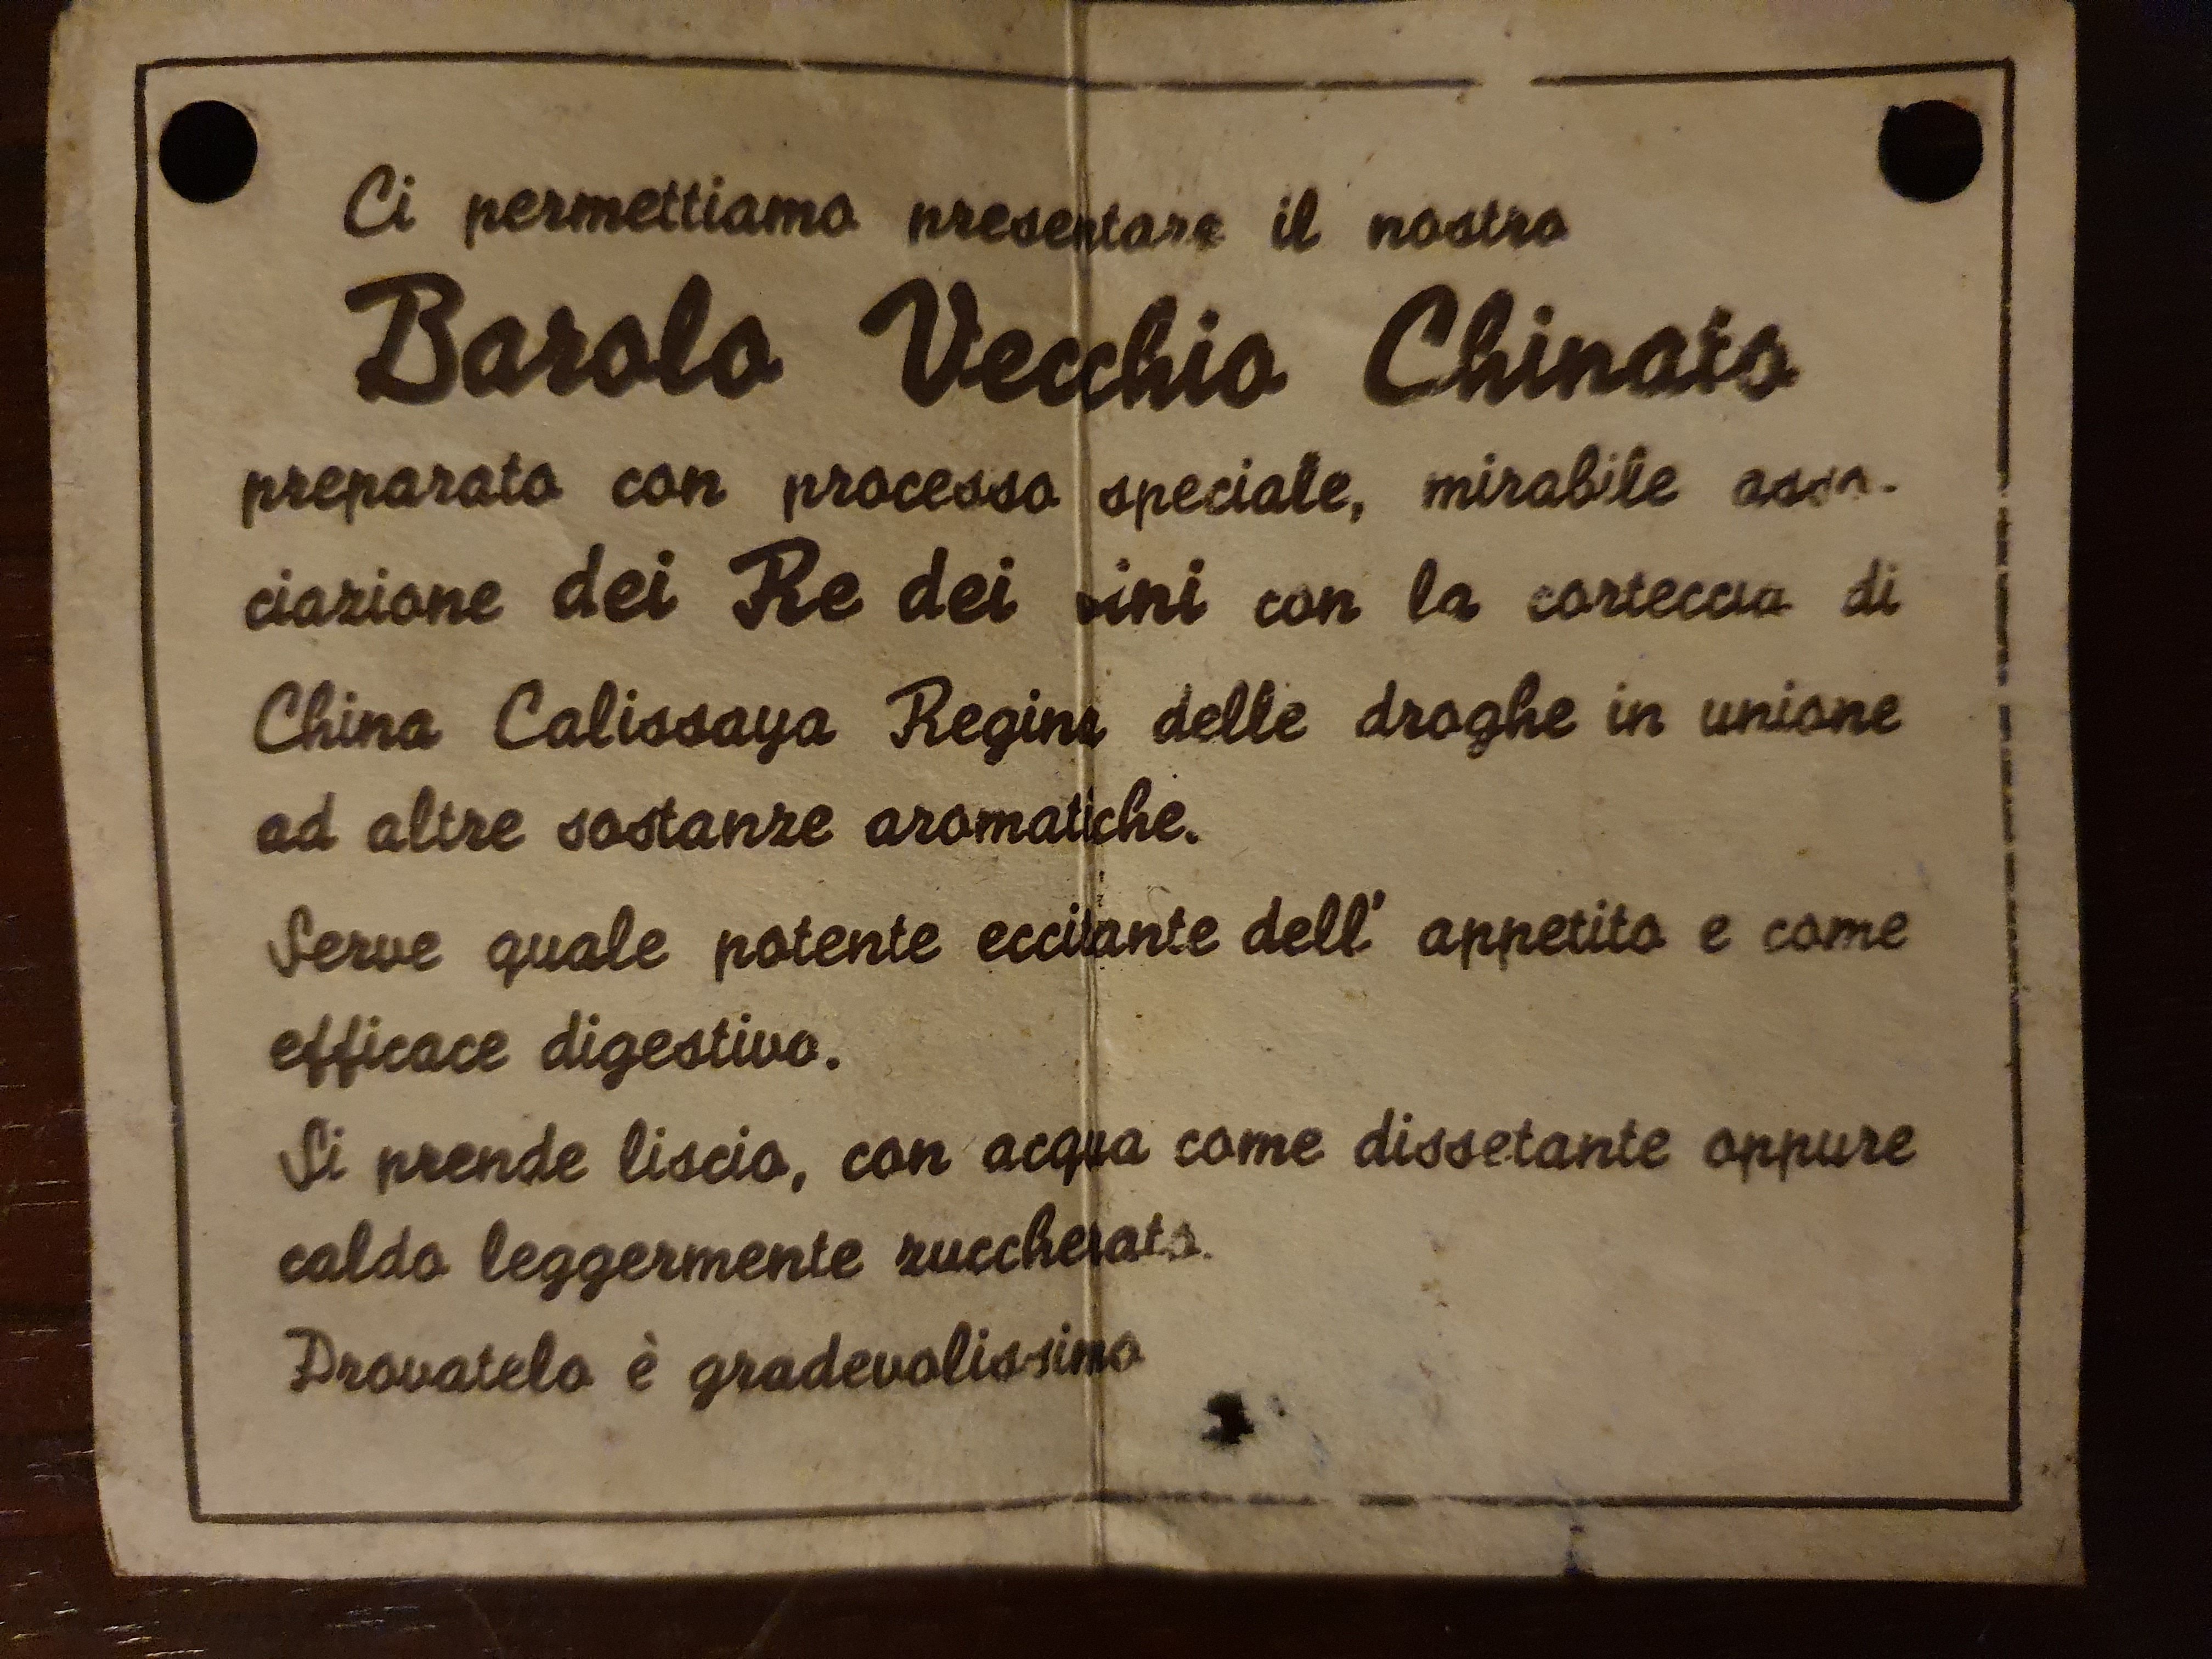 Ci permettiamo presentare il nostro
Barolo Vecchio Chinato
preparato con processo speciale, mirabile asso-
ciazione dei Re dei vini con la corteccia di
China Calissaya Regina delle droghe in unione
ad altre sostanze aromatiche.
Serve quale potente eccitante dell' appetito e come
efficace digestivo.
Si prende liscio, con acqua come dissetante oppure
caldo leggermente zuccherato.
Provatelo è gradevolissimo